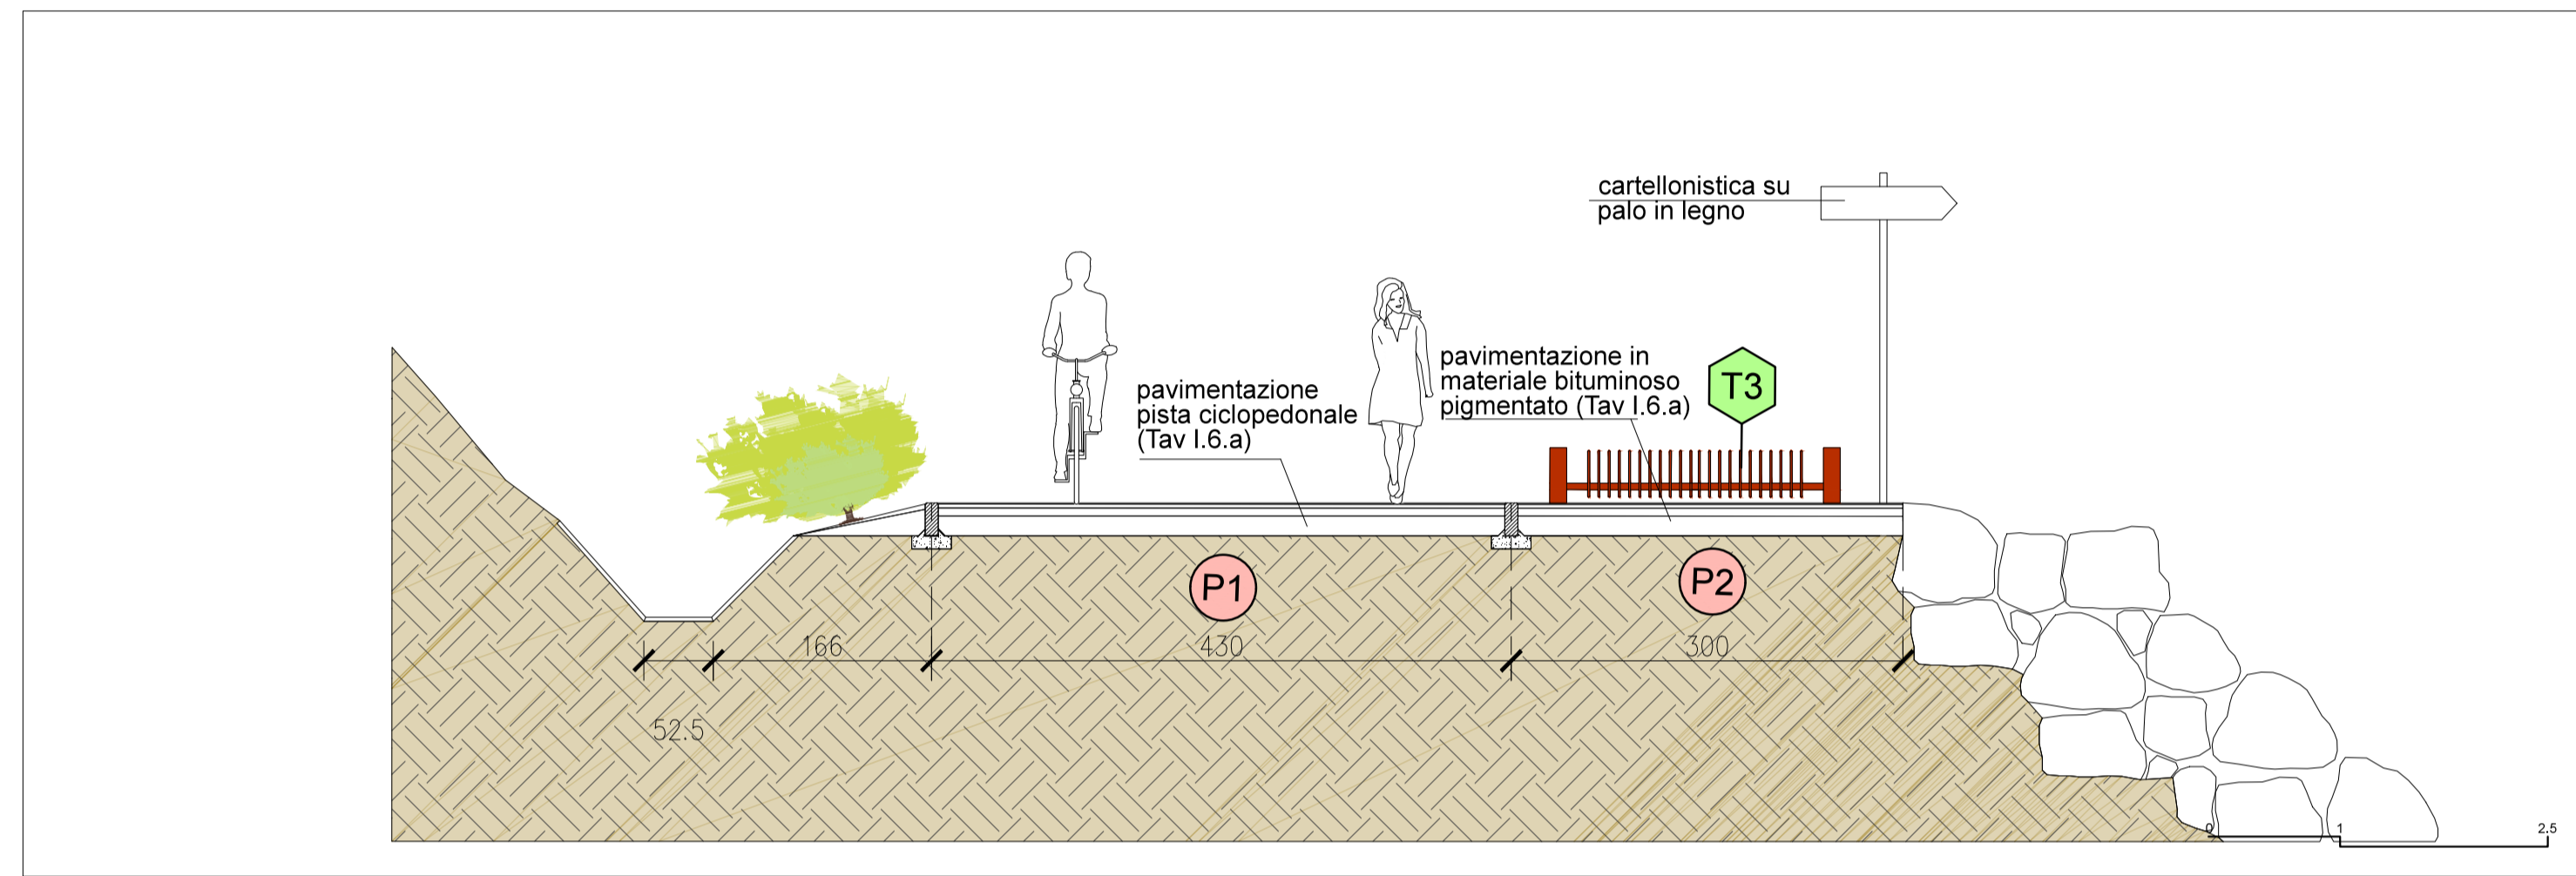 cartellonistica su
palo in legno
pavimentazione in
materiale bituminoso
pigmentato (Tav I.6.a)
T3
pavimentazione
pista ciclopedonale
(Tav I.6.a)
P1
P2
166
430
300
52.5
0
1
2.5